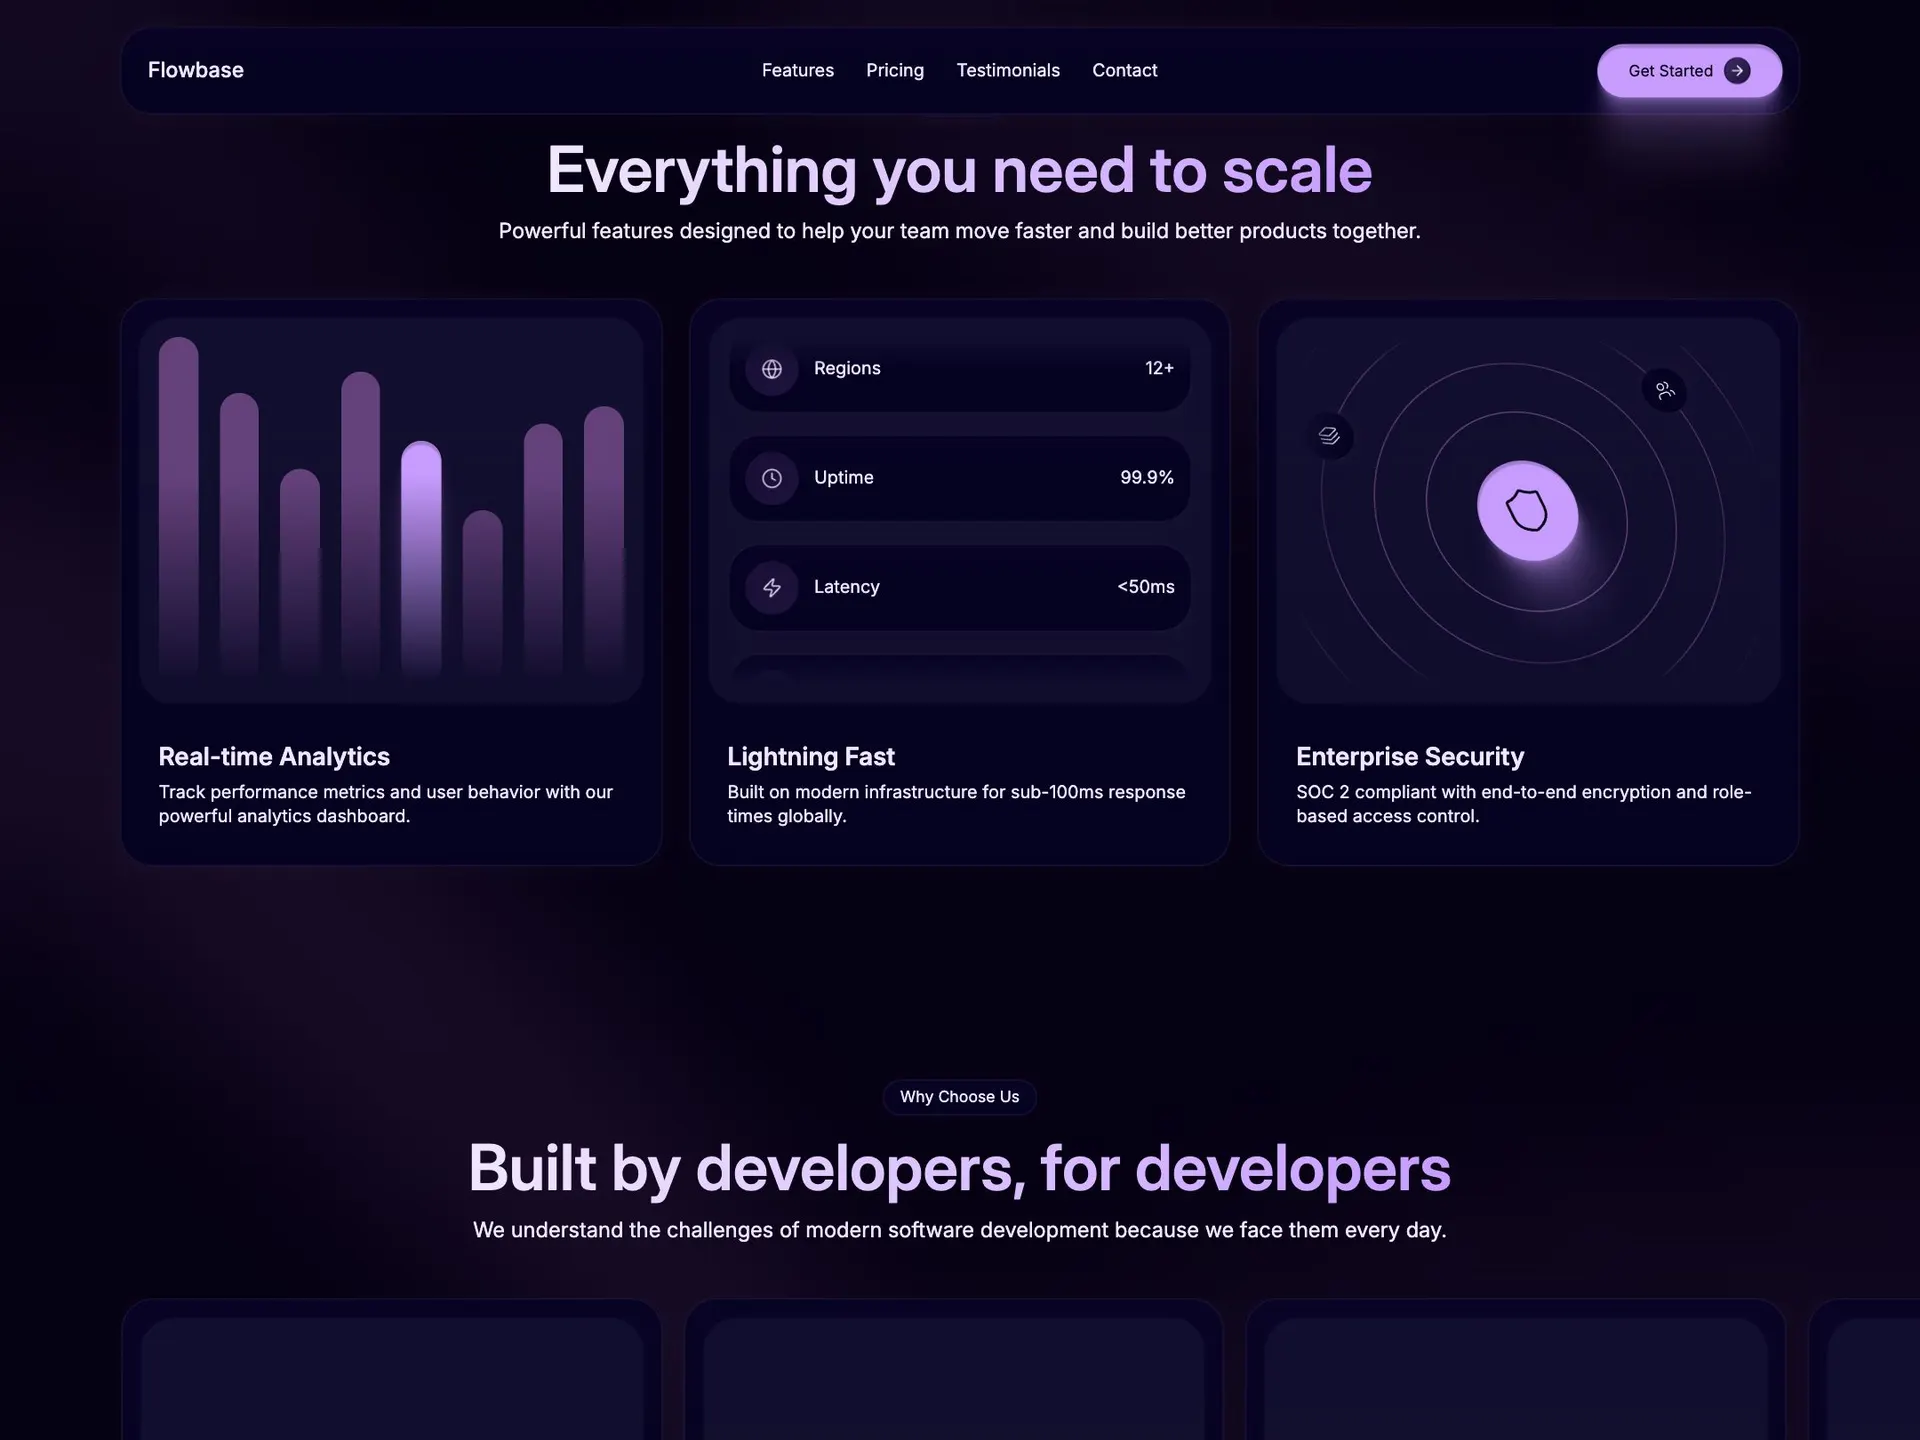 Flowbase
Features
Pricing
Testimonials
Contact
Get Started
Everything you need to scale
Powerful features designed to help your team move faster and build better products together.
Regions 12+
Uptime 99.9%
Latency <50ms
Real-time Analytics
Track performance metrics and user behavior with our
powerful analytics dashboard.
Lightning Fast
Built on modern infrastructure for sub-100ms response
times globally.
Enterprise Security
SOC 2 compliant with end-to-end encryption and role-
based access control.
Why Choose Us
Built by developers, for developers
We understand the challenges of modern software development because we face them every day.